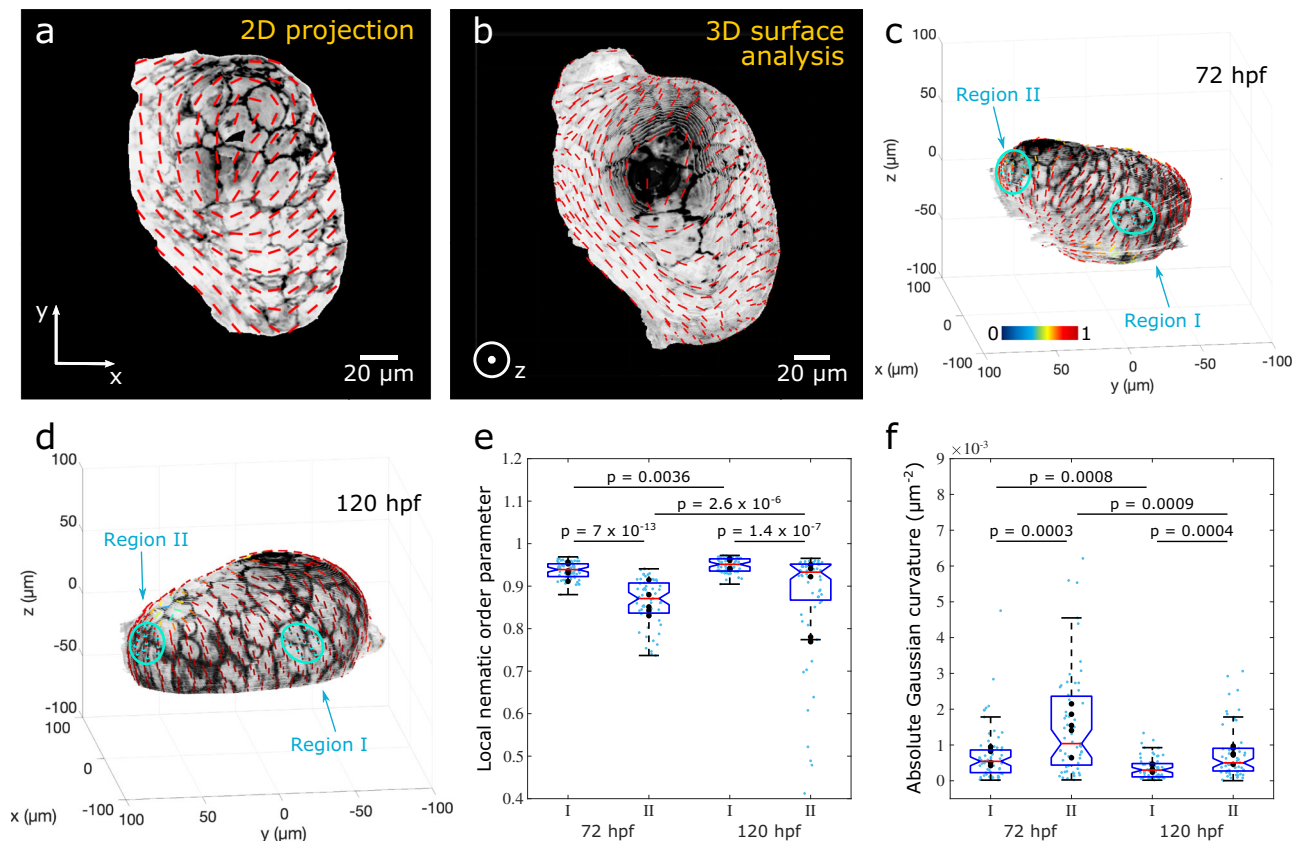 a
2D projection
y
x
20 µm
b
3D surface
analysis
z
20 µm
c
72 hpf
Region II
Region I
0
1
100
50
0
-50
-100
z (µm)
100
0
-100
x (µm)
100
50
0
-50
-100
y (µm)
d
120 hpf
Region II
Region I
100
50
0
-50
-100
z (µm)
100
0
-100
x (µm)
100
50
0
-50
-100
y (µm)
e
Local nematic order parameter
1.2
1.1
1
0.9
0.8
0.7
0.6
0.5
0.4
p = 0.0036
p = 2.6 x 10⁻⁶
p = 7 x 10⁻¹³
p = 1.4 x 10⁻⁷
I
II
I
II
72 hpf
120 hpf
f
Absolute Gaussian curvature (µm⁻²)
×10⁻³
9
8
7
6
5
4
3
2
1
0
p = 0.0008
p = 0.0009
p = 0.0003
p = 0.0004
I
II
I
II
72 hpf
120 hpf